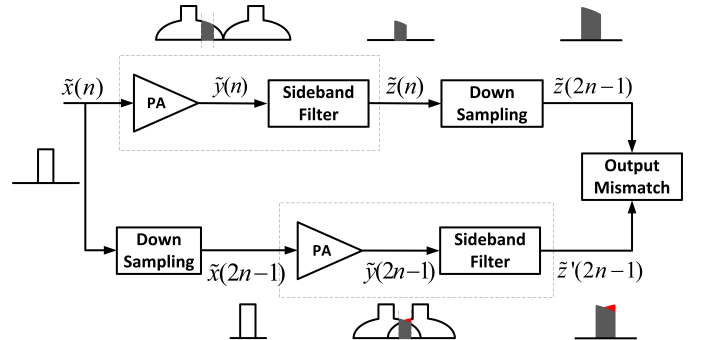 x̃(n)
PA
ỹ(n)
Sideband
Filter
z̃(n)
Down
Sampling
z̃(2n−1)
Output
Mismatch
Down
Sampling
x̃(2n−1)
PA
ỹ(2n−1)
Sideband
Filter
z̃'(2n−1)